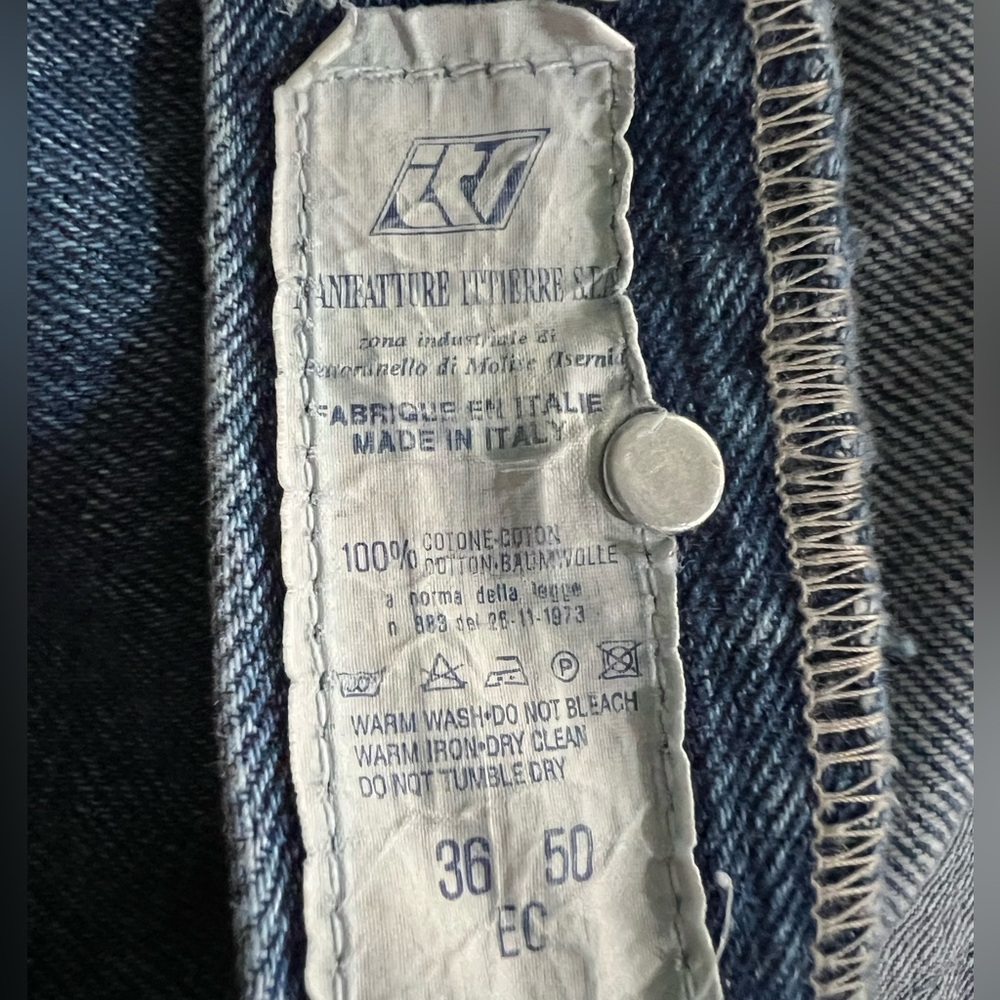 itr
MANIFATTURE ITTIERRE S.P.A
zona industriale di
Pettoranello di Molise (Isernia
FABRIQUE EN ITALIE
MADE IN ITALY
100% COTONE·COTON
COTTON·BAUMWOLLE
a norma della legge
n 883 del 26-11-1973
P
WARM WASH·DO NOT BLEACH
WARM IRON·DRY CLEAN
DO NOT TUMBLE DRY
36 50
EC